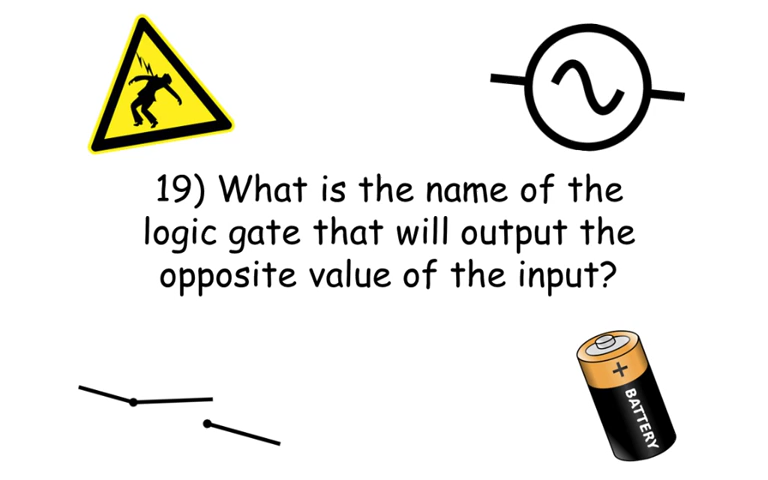 19) What is the name of the
logic gate that will output the
opposite value of the input?
+
BATTERY